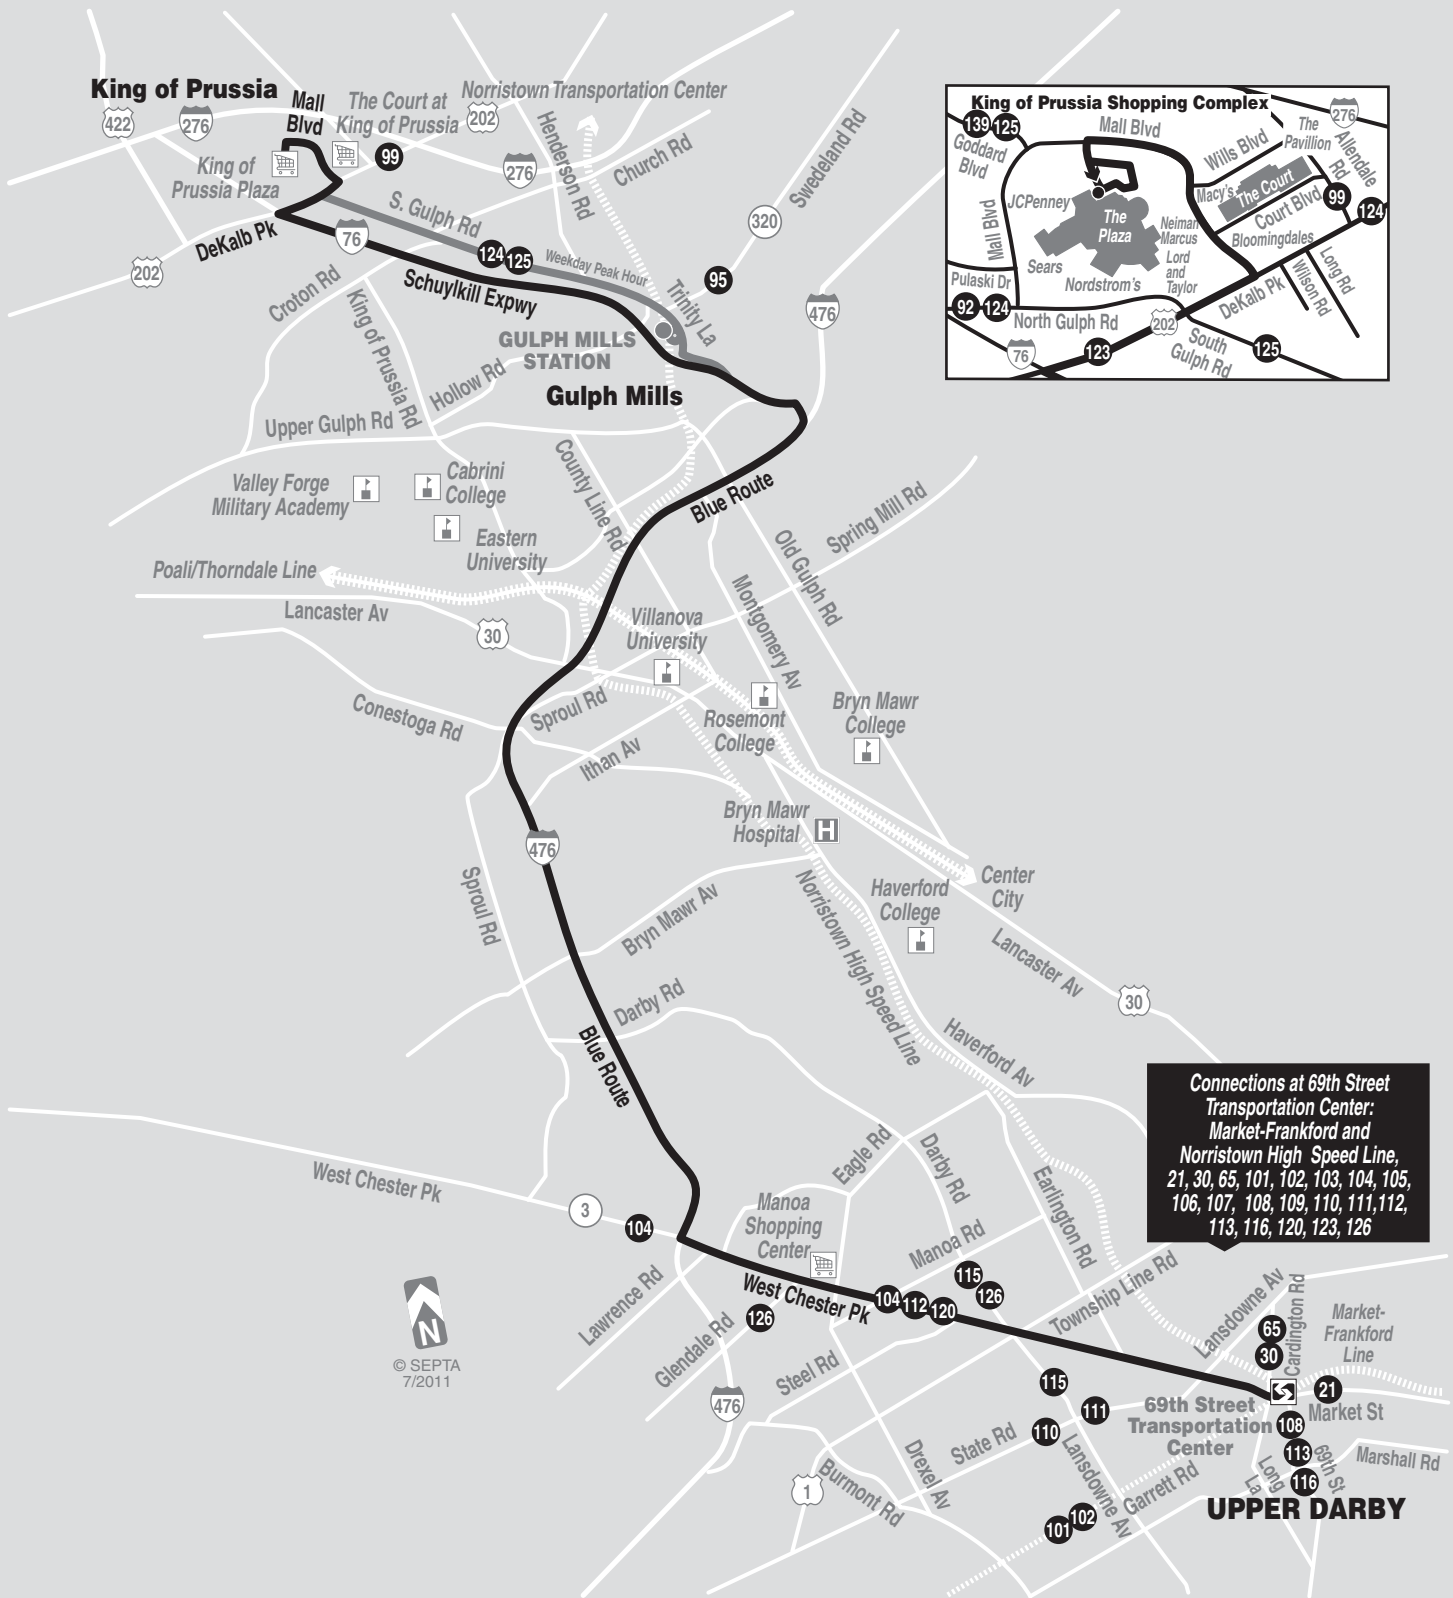 King of Prussia
422
276
Mall
Blvd
The Court at
King of Prussia
99
Norristown Transportation Center
202
King of
Prussia Plaza
276
Henderson Rd
Church Rd
Swedeland Rd
320
DeKalb Pk
202
76
S. Gulph Rd
124
125
Weekday Peak Hour
95
Schuylkill Expwy
Trinity La
476
Croton Rd
King of Prussia Rd
GULPH MILLS
STATION
Hollow Rd
Gulph Mills
Upper Gulph Rd
Valley Forge
Military Academy
Cabrini
College
Eastern
University
County Line Rd
Blue Route
Old Gulph Rd
Spring Mill Rd
Poali/Thorndale Line
Lancaster Av
30
Villanova
University
Montgomery Av
Conestoga Rd
Sproul Rd
Rosemont
College
Bryn Mawr
College
Ithan Av
Bryn Mawr
Hospital
H
476
Sproul Rd
Bryn Mawr Av
Norristown High Speed Line
Haverford
College
Center
City
Lancaster Av
30
Darby Rd
Blue Route
Haverford Av
West Chester Pk
3
104
Eagle Rd
Darby Rd
Earlington Rd
Manoa
Shopping
Center
Manoa Rd
Lawrence Rd
West Chester Pk
104
112
120
115
126
Township Line Rd
126
Glendale Rd
Steel Rd
476
N
© SEPTA
7/2011
Lansdowne Av
Cardington Rd
65
30
Market-
Frankford
Line
115
111
110
69th Street
Transportation
Center
21
Market St
108
113
116
69th St
Long
La
Marshall Rd
State Rd
Drexel Av
Lansdowne Av
Garrett Rd
1
Burmont Rd
101
102
UPPER DARBY
Connections at 69th Street
Transportation Center:
Market-Frankford and
Norristown High Speed Line,
21, 30, 65, 101, 102, 103, 104, 105,
106, 107, 108, 109, 110, 111,112,
113, 116, 120, 123, 126
King of Prussia Shopping Complex
139
125
Goddard
Blvd
Mall Blvd
Wills Blvd
The
Pavillion
276
Allendale
Rd
JCPenney
Mall Blvd
The
Plaza
Macy's
The Court
Court Blvd
99
124
Neiman
Marcus
Bloomingdales
Lord
and
Taylor
Sears
Nordstrom's
Pulaski Dr
92
124
North Gulph Rd
202
DeKalb Pk
Wilson Rd
Long Rd
76
123
South
Gulph Rd
125